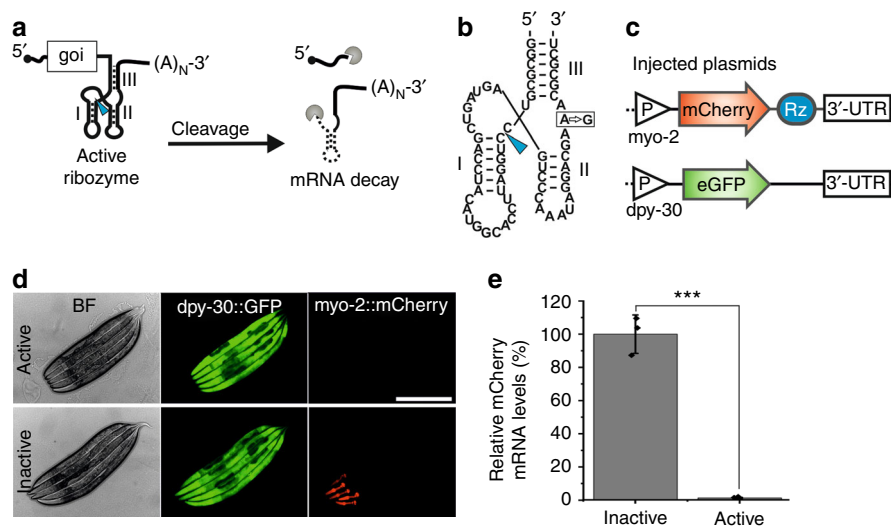 a
5′
goi
(A)N-3′
III
I
II
Active
ribozyme
Cleavage
(A)N-3′
mRNA decay
b
5′ 3′
III
A⇨G
I
II
c
Injected plasmids
P
mCherry
Rz
3′-UTR
myo-2
P
eGFP
3′-UTR
dpy-30
d
BF
dpy-30::GFP
myo-2::mCherry
Active
Inactive
e
***
Relative mCherry
mRNA levels (%)
120
100
80
60
40
20
0
Inactive
Active